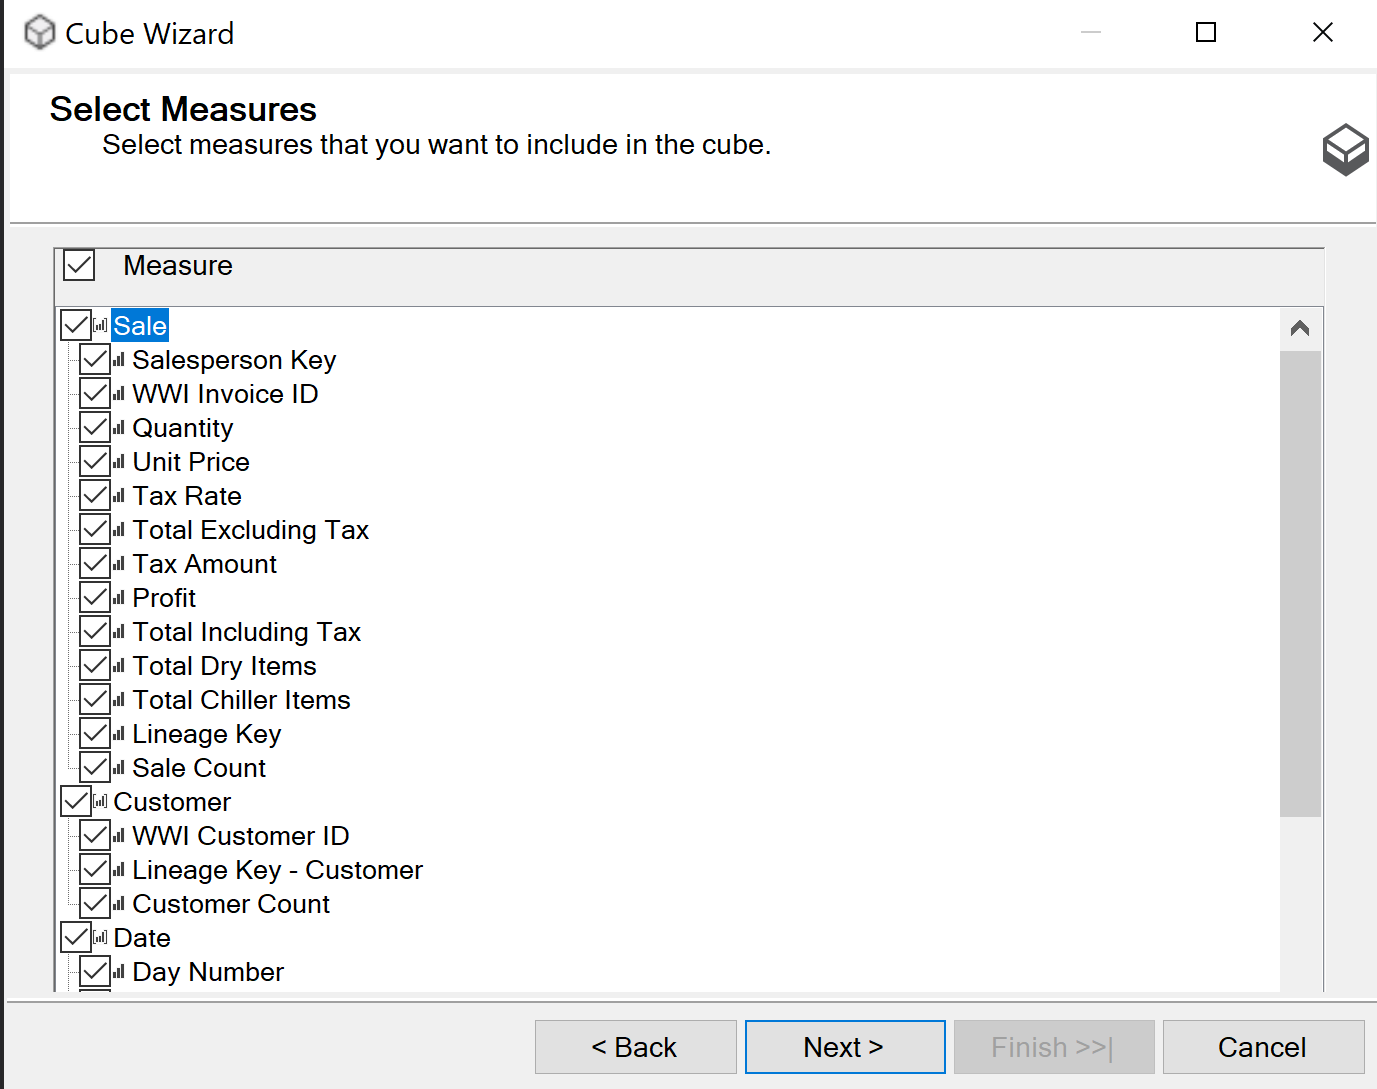 Cube Wizard
Select Measures
Select measures that you want to include in the cube.
Measure
Sale
Salesperson Key
WWI Invoice ID
Quantity
Unit Price
Tax Rate
Total Excluding Tax
Tax Amount
Profit
Total Including Tax
Total Dry Items
Total Chiller Items
Lineage Key
Sale Count
Customer
WWI Customer ID
Lineage Key - Customer
Customer Count
Date
Day Number
< Back Next > Finish >>| Cancel